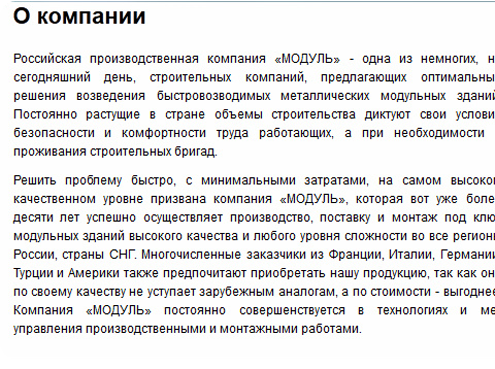 О компании
Российская производственная компания «МОДУЛЬ» - одна из немногих, н
сегодняшний день, строительных компаний, предлагающих оптимальны
решения возведения быстровозводимых металлических модульных зданий
Постоянно растущие в стране объемы строительства диктуют свои услови
безопасности и комфортности труда работающих, а при необходимости
проживания строительных бригад.
Решить проблему быстро, с минимальными затратами, на самом высоко
качественном уровне призвана компания «МОДУЛЬ», которая вот уже боле
десяти лет успешно осуществляет производство, поставку и монтаж под клю
модульных зданий высокого качества и любого уровня сложности во все регион
России, страны СНГ. Многочисленные заказчики из Франции, Италии, Германи
Турции и Америки также предпочитают приобретать нашу продукцию, так как он
по своему качеству не уступает зарубежным аналогам, а по стоимости - выгодне
Компания «МОДУЛЬ» постоянно совершенствуется в технологиях и ме
управления производственными и монтажными работами.